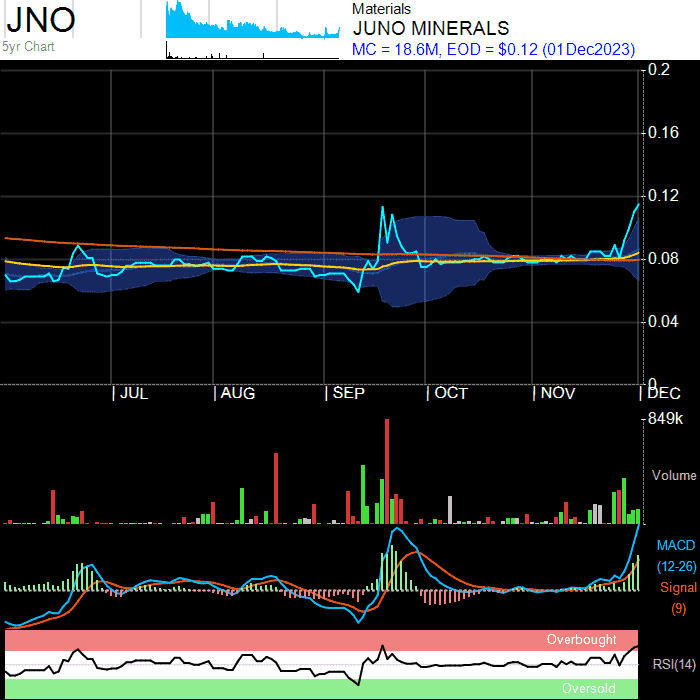 JNO
5yr Chart
Materials
JUNO MINERALS
MC = 18.6M, EOD = $0.12 (01Dec2023)
0.2
0.16
0.12
0.08
0.04
0
JUL
AUG
SEP
OCT
NOV
DEC
849k
Volume
MACD
(12-26)
Signal
(9)
Overbought
RSI(14)
Oversold